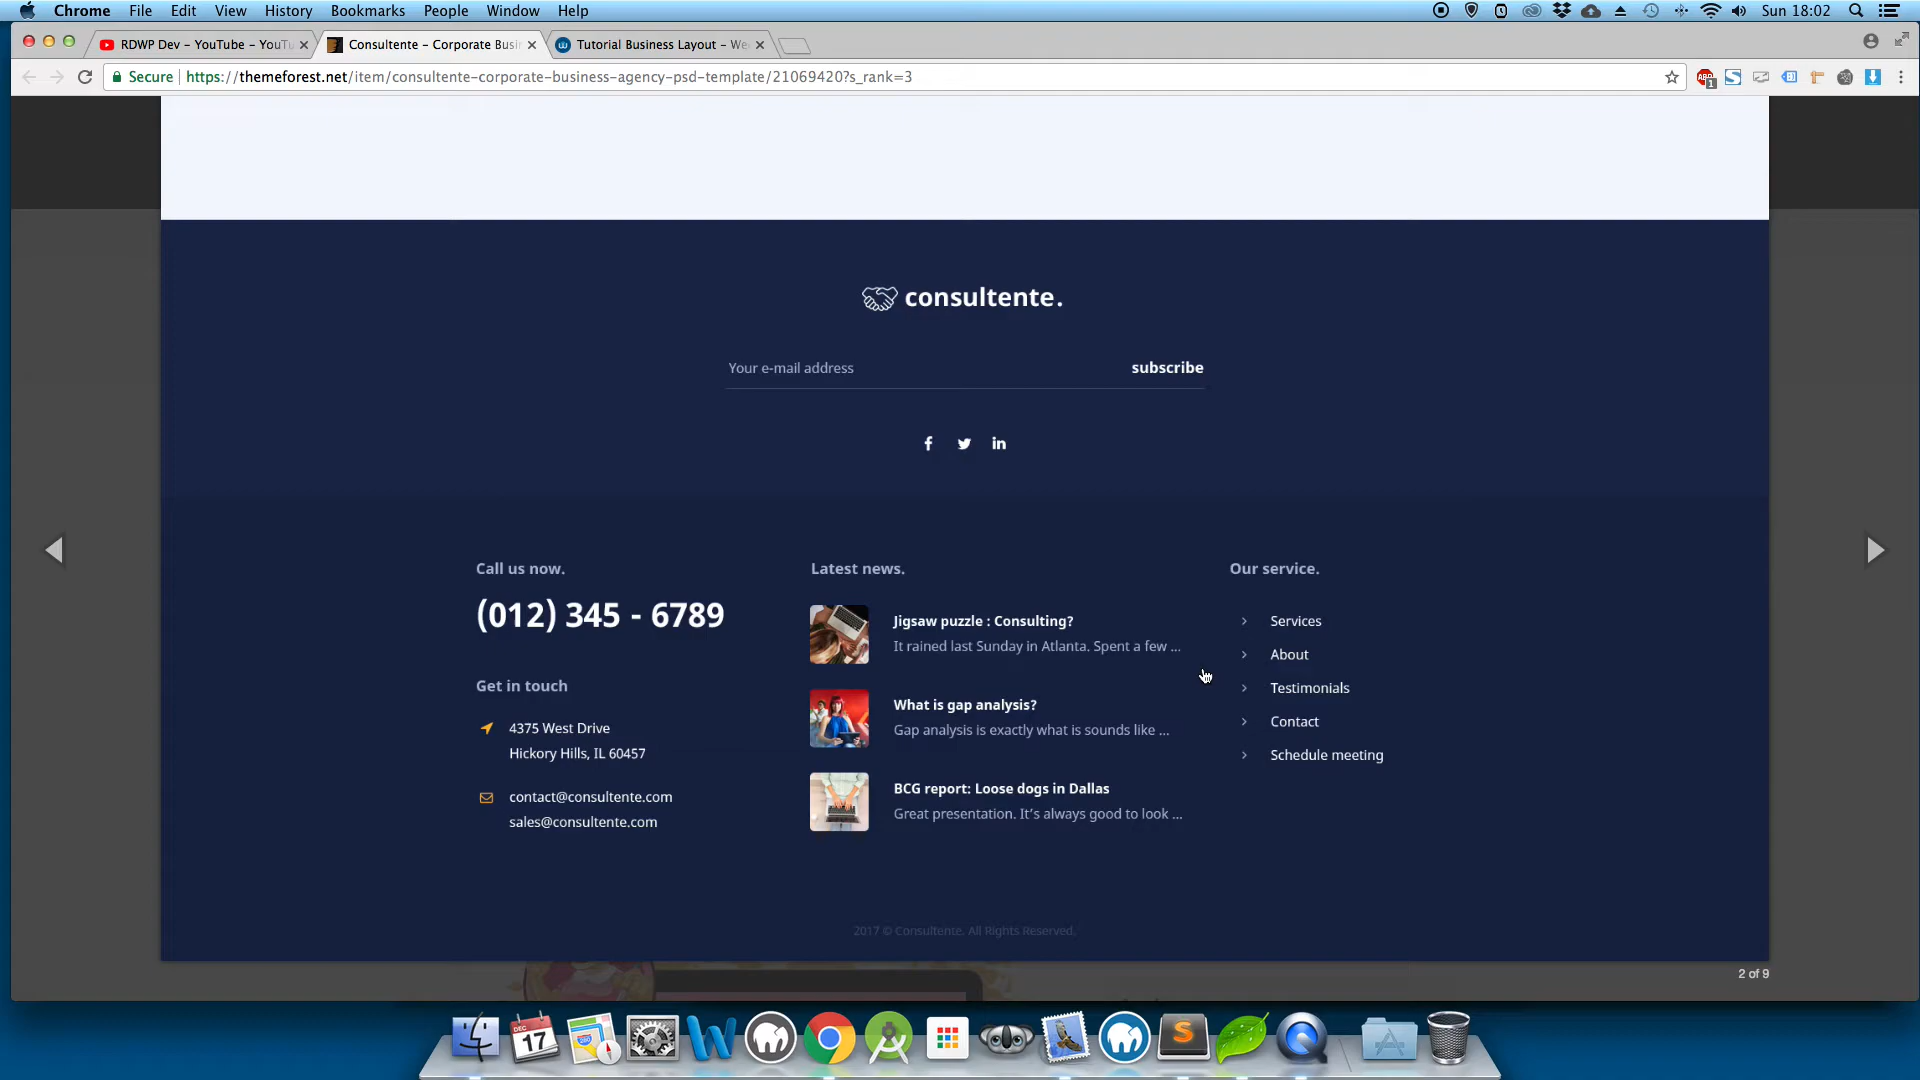 Chrome File Edit View History Bookmarks People Window Help Sun 18:02
RDWP Dev – YouTube – YouTu
Consultente – Corporate Busin
Tutorial Business Layout – We
Secure https://themeforest.net/item/consultente-corporate-business-agency-psd-template/21069420?s_rank=3
ABP
1
consultente.
Your e-mail address subscribe
Call us now.
(012) 345 - 6789
Get in touch
4375 West Drive
Hickory Hills, IL 60457
contact@consultente.com
sales@consultente.com
Latest news.
Jigsaw puzzle : Consulting?
It rained last Sunday in Atlanta. Spent a few ...
What is gap analysis?
Gap analysis is exactly what is sounds like ...
BCG report: Loose dogs in Dallas
Great presentation. It's always good to look ...
Our service.
Services
About
Testimonials
Contact
Schedule meeting
2017 © Consultente. All Rights Reserved.
2 of 9
DEC
17